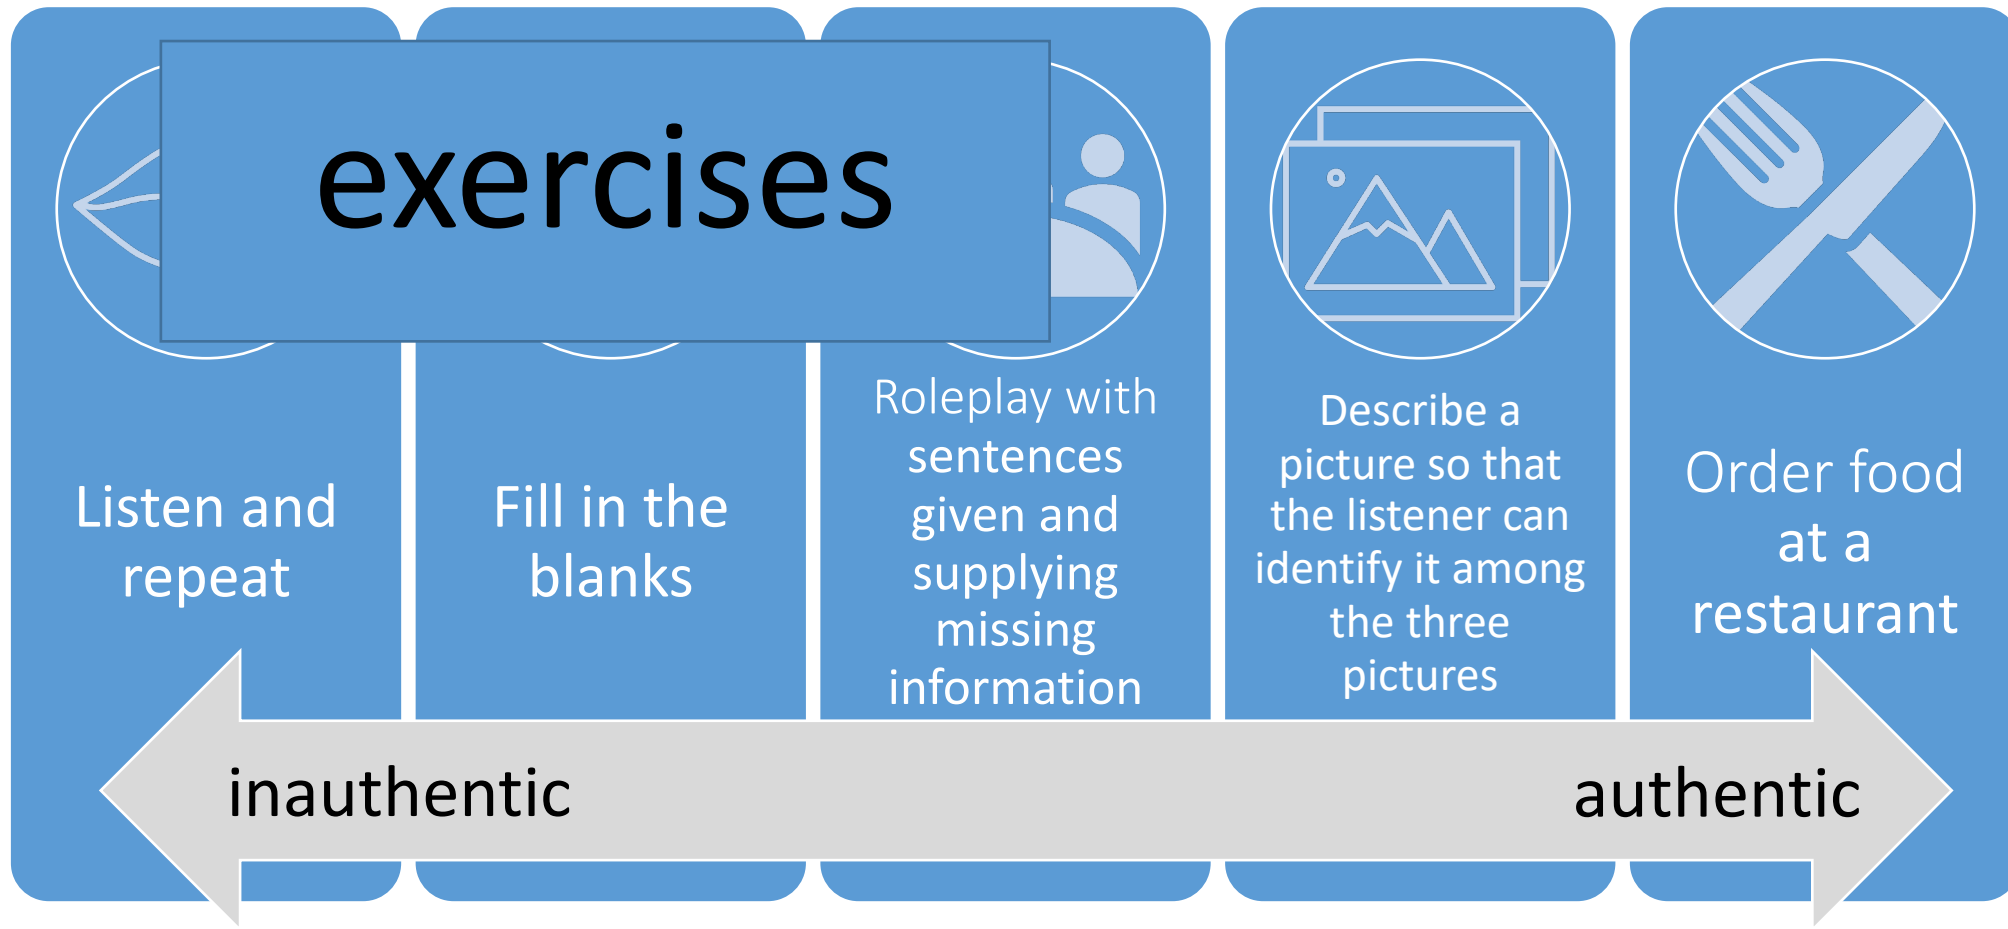 exercises
Listen and
repeat
Fill in the
blanks
Roleplay with
sentences
given and
supplying
missing
information
Describe a
picture so that
the listener can
identify it among
the three
pictures
Order food
at a
restaurant
inauthentic
authentic